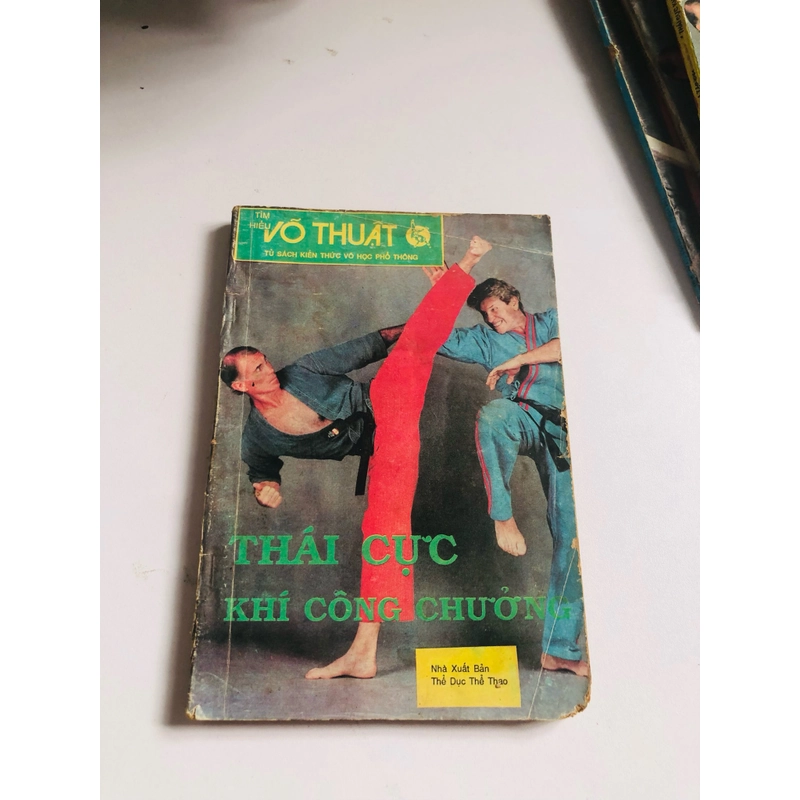 TÌM
HIỂU VÕ THUẬT
TỦ SÁCH KIẾN THỨC VÕ HỌC PHỔ THÔNG
THÁI CỰC
KHÍ CÔNG CHƯỞNG
Nhà Xuất Bản
Thể Dục Thể Thao